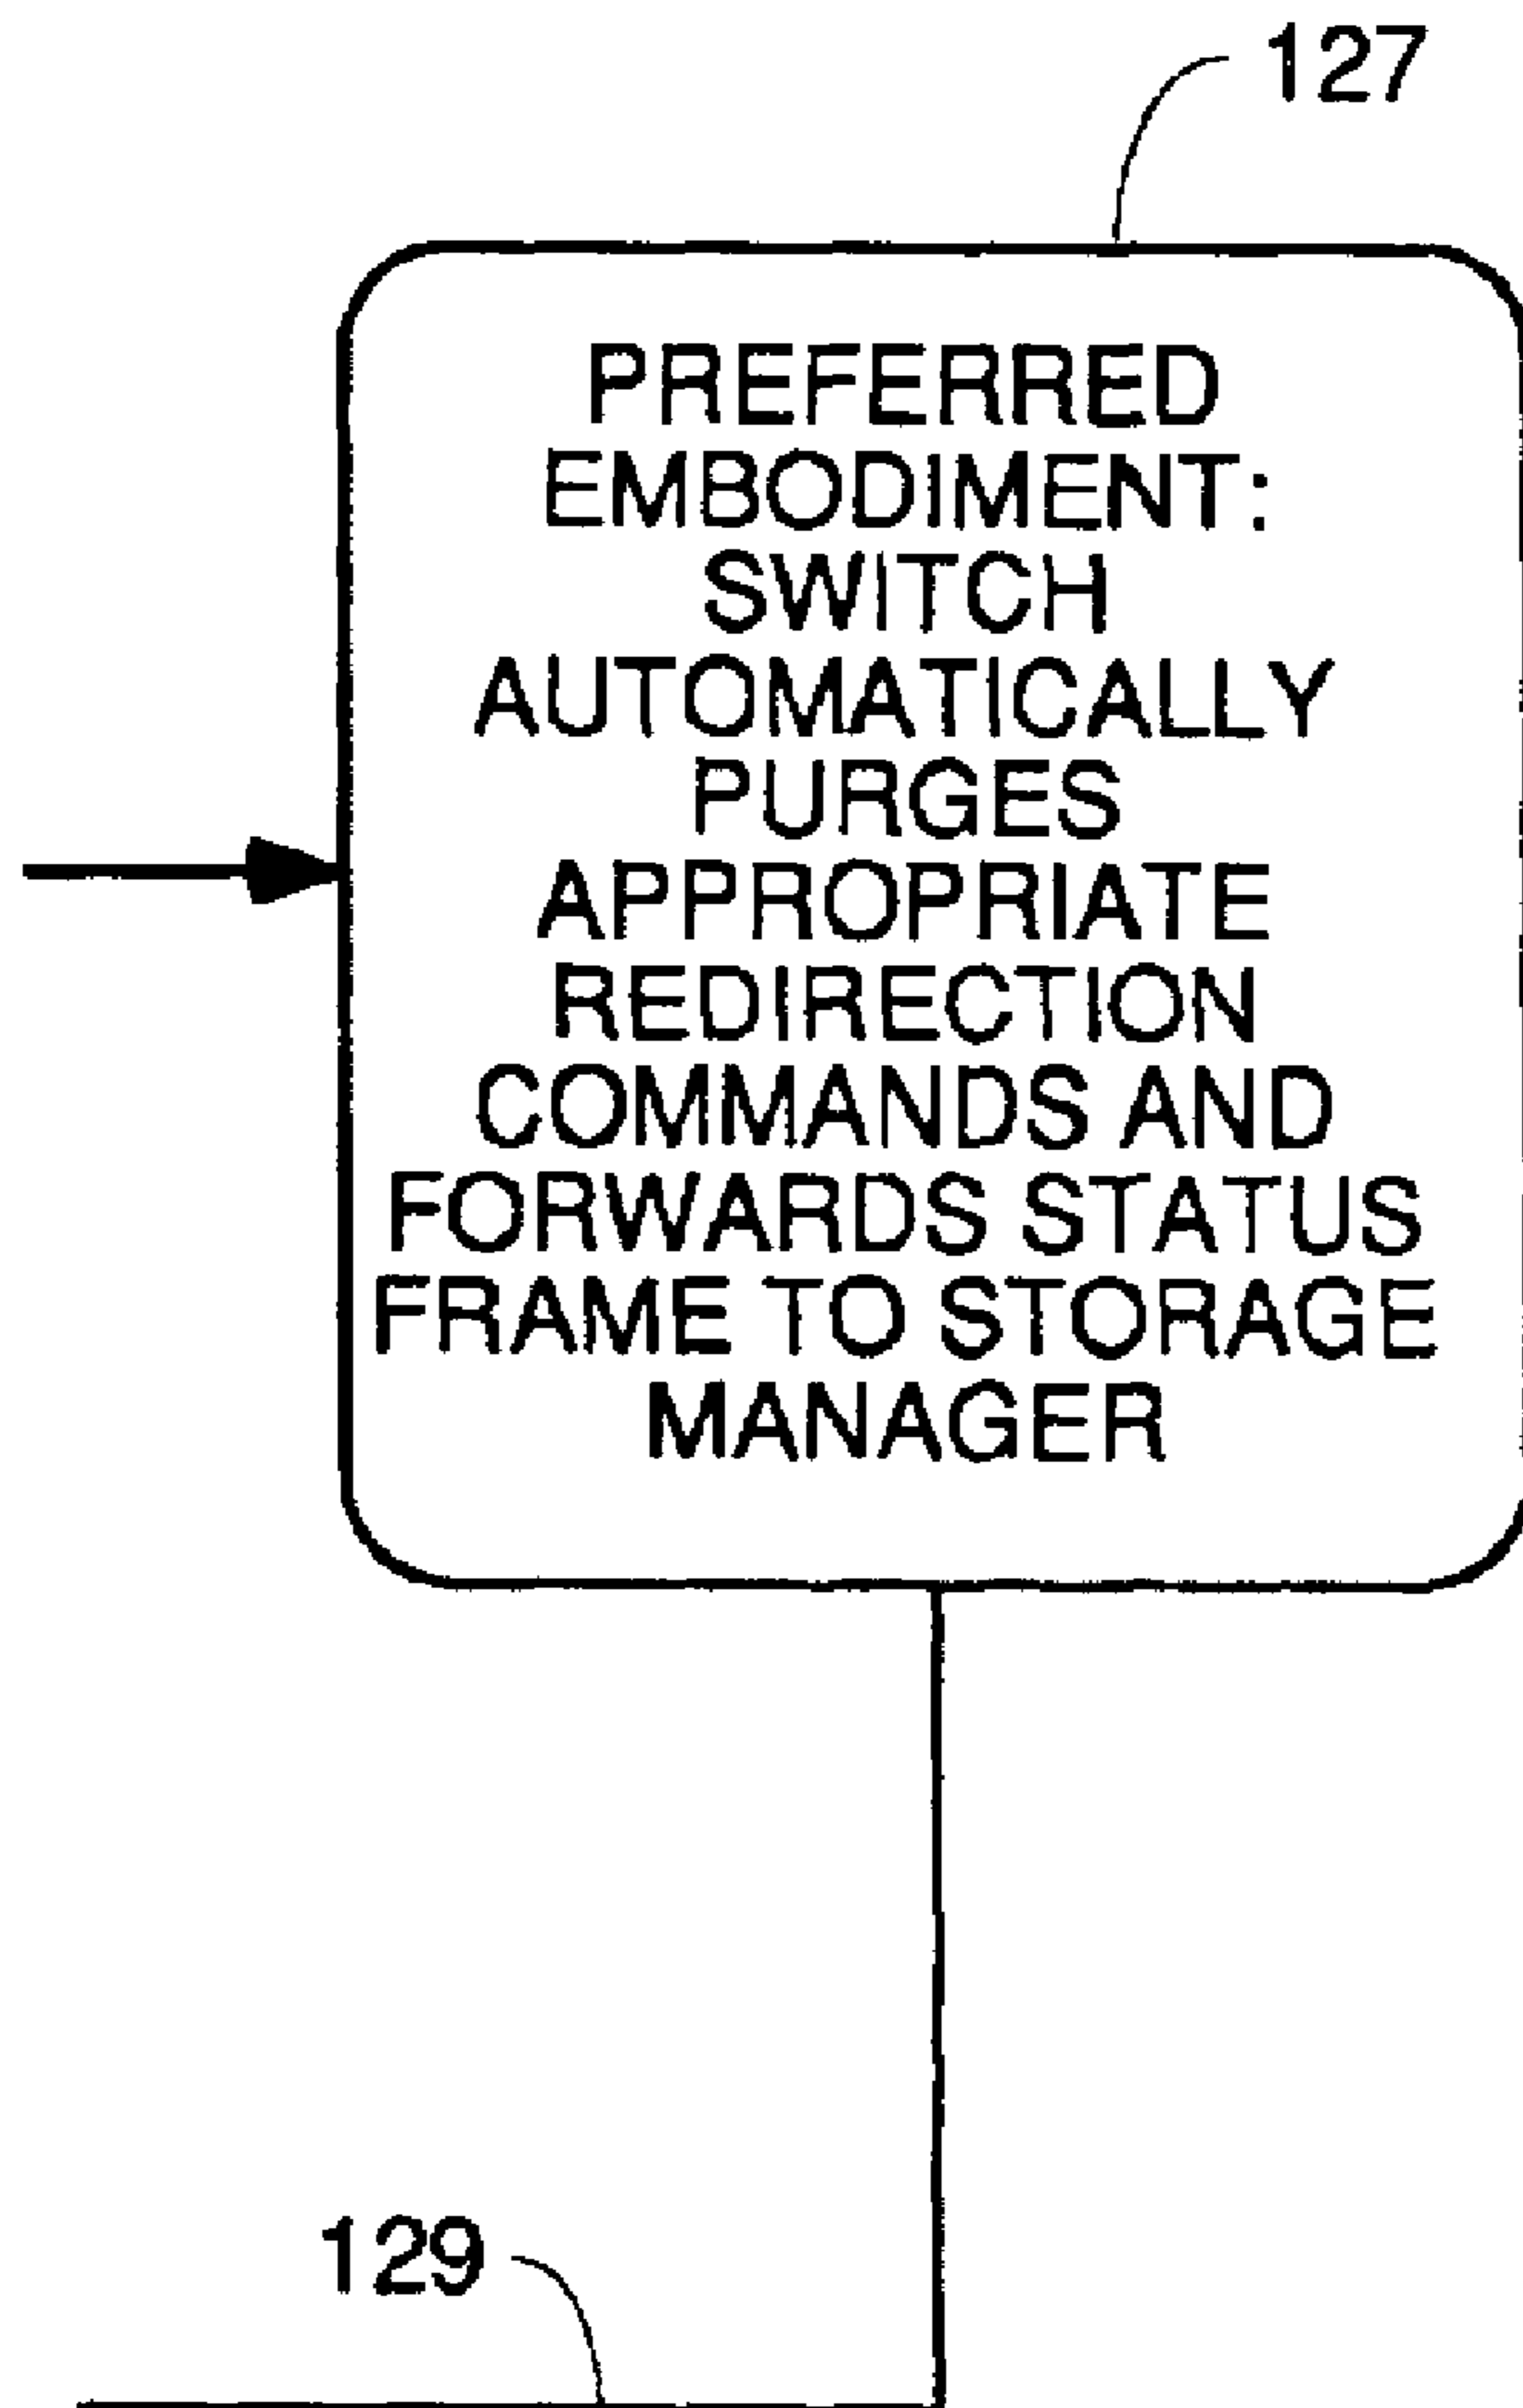 127
PREFERRED
EMBODIMENT:
SWITCH
AUTOMATICALLY
PURGES
APPROPRIATE
REDIRECTION
COMMANDS AND
FORWARDS STATUS
FRAME TO STORAGE
MANAGER
129